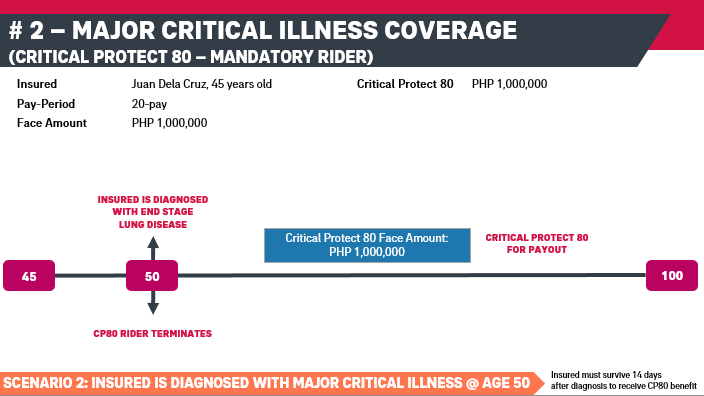 # 2 – MAJOR CRITICAL ILLNESS COVERAGE
(CRITICAL PROTECT 80 – MANDATORY RIDER)
Insured Juan Dela Cruz, 45 years old Critical Protect 80 PHP 1,000,000
Pay-Period 20-pay
Face Amount PHP 1,000,000
INSURED IS DIAGNOSED
WITH END STAGE
LUNG DISEASE
Critical Protect 80 Face Amount:
PHP 1,000,000
CRITICAL PROTECT 80
FOR PAYOUT
45 50 100
CP80 RIDER TERMINATES
SCENARIO 2: INSURED IS DIAGNOSED WITH MAJOR CRITICAL ILLNESS @ AGE 50
Insured must survive 14 days
after diagnosis to receive CP80 benefit